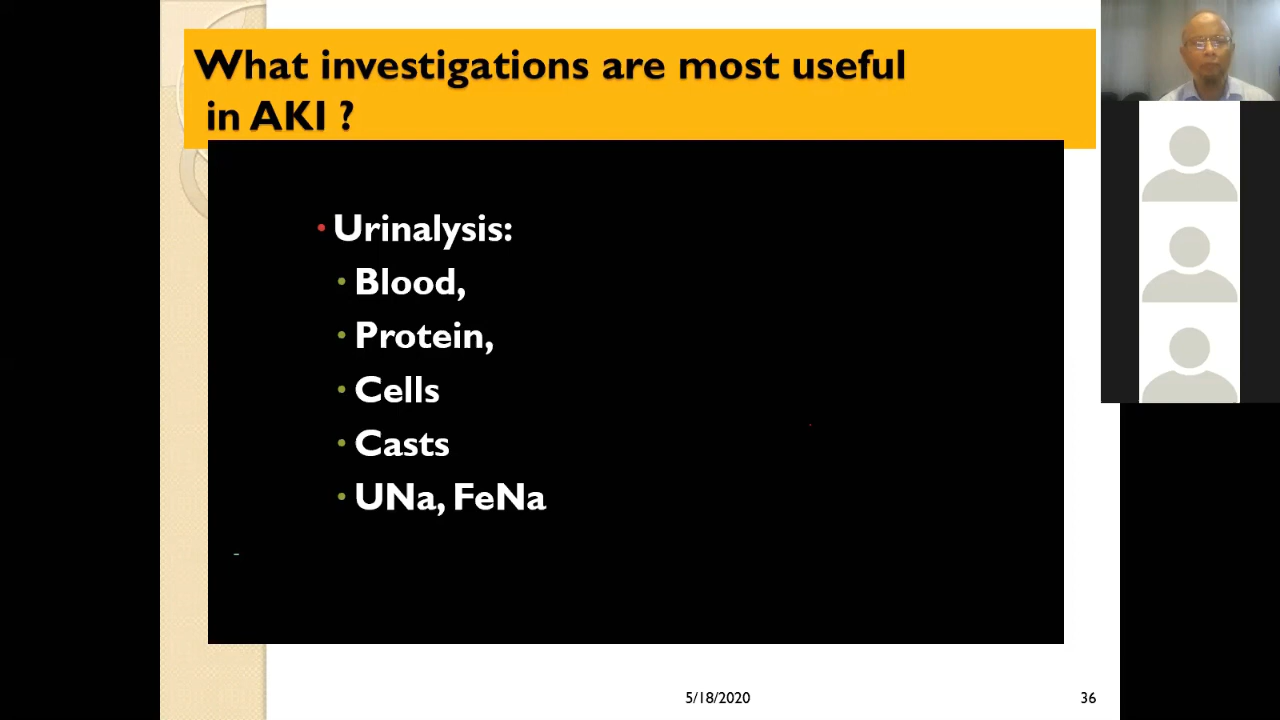 What investigations are most useful
in AKI ?
• Urinalysis:
• Blood,
• Protein,
• Cells
• Casts
• UNa, FeNa
-
5/18/2020
36